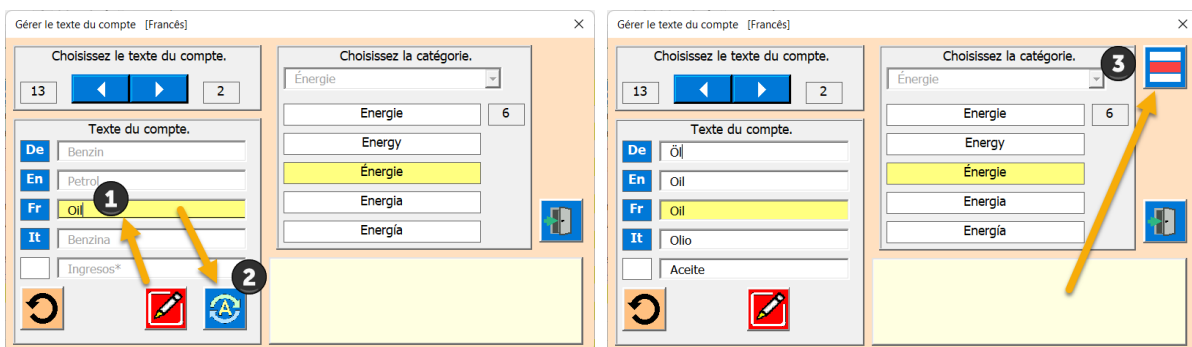 Gérer le texte du compte [Francês]
Choisissez le texte du compte.
13
2
Choisissez la catégorie.
Énergie
Energie
6
Energy
Énergie
Energia
Energía
Texte du compte.
De Benzin
En Petrol
1
Fr Oil
It Benzina
Ingresos*
2
A
Gérer le texte du compte [Francês]
Choisissez le texte du compte.
13
2
Choisissez la catégorie.
3
Énergie
Energie
6
Energy
Énergie
Energia
Energía
Texte du compte.
De Öl
En Oil
Fr Oil
It Olio
Aceite